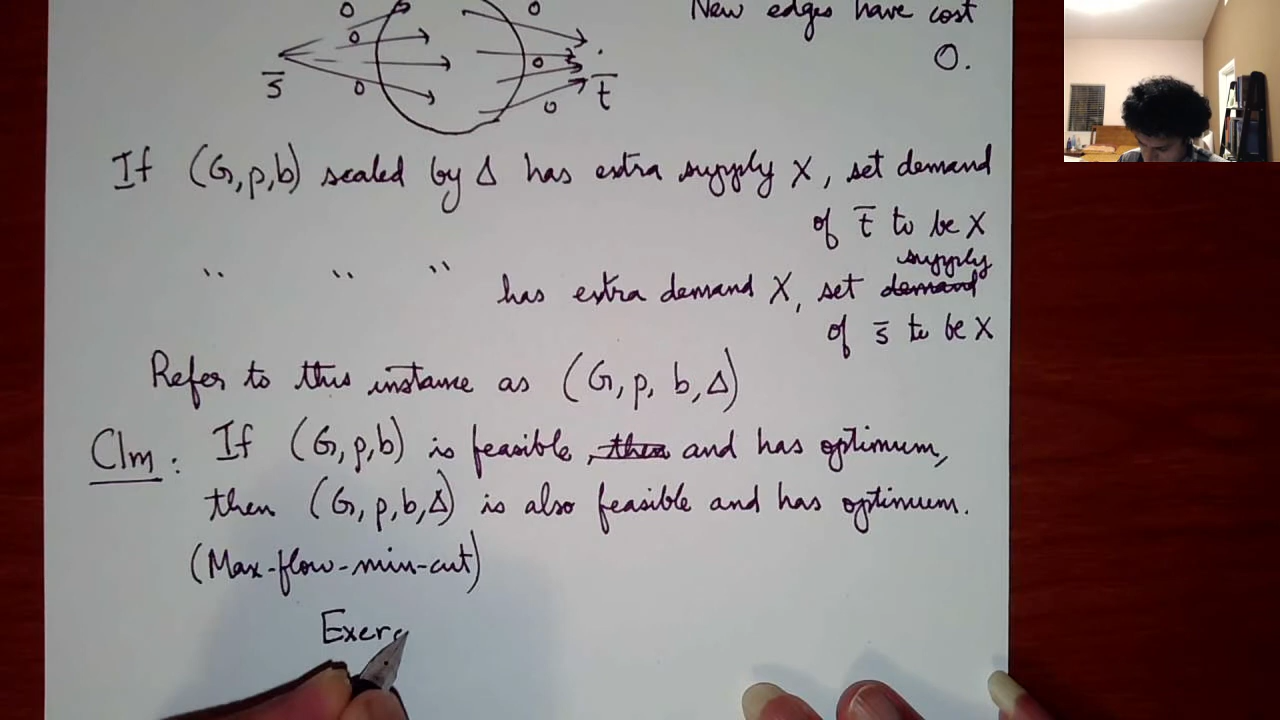 0 0 New edges have cost
0 0 0.
s̅ 0 0 t̅
If (G,p,b) scaled by Δ has extra supply X, set demand
of t̅ to be X
" " " has extra demand X, set demand supply
of s̅ to be X
Refer to this instance as (G, p, b, Δ)
Clm: If (G,p,b) is feasible, then and has optimum,
then (G,p,b,Δ) is also feasible and has optimum.
(Max-flow-min-cut)
Exerc